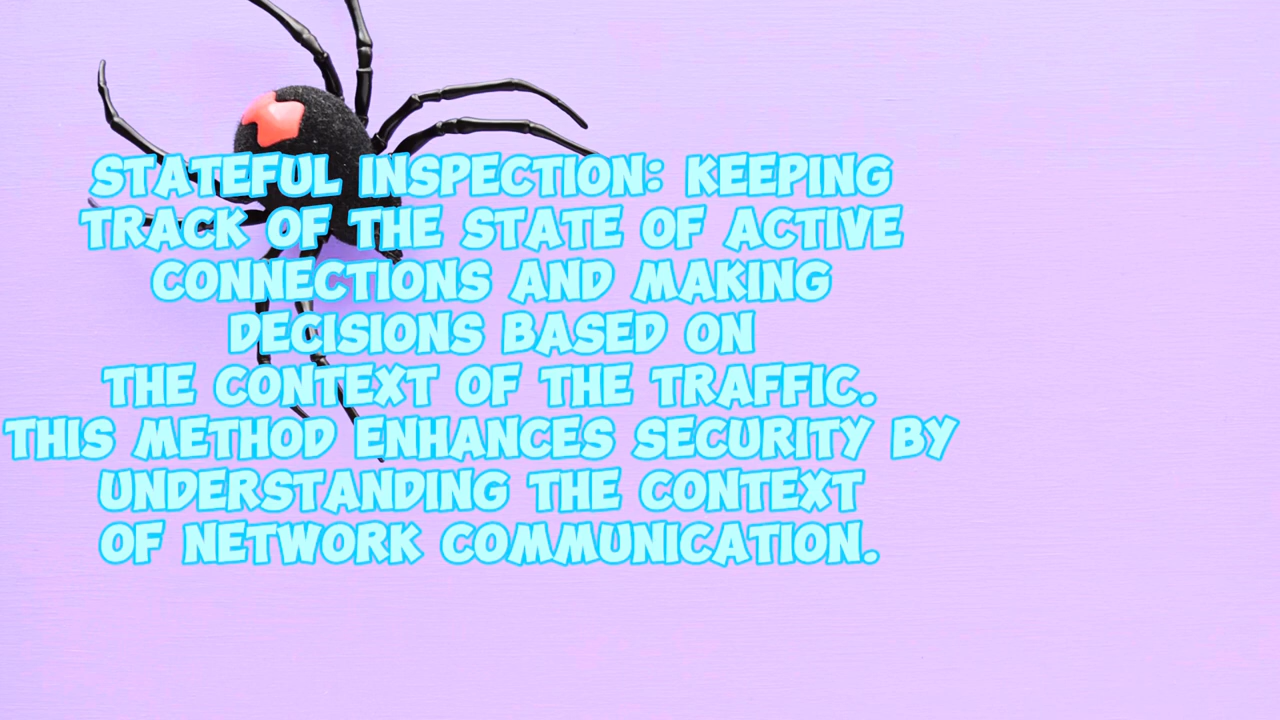 STATEFUL INSPECTION: KEEPING
TRACK OF THE STATE OF ACTIVE
CONNECTIONS AND MAKING
DECISIONS BASED ON
THE CONTEXT OF THE TRAFFIC.
THIS METHOD ENHANCES SECURITY BY
UNDERSTANDING THE CONTEXT
OF NETWORK COMMUNICATION.